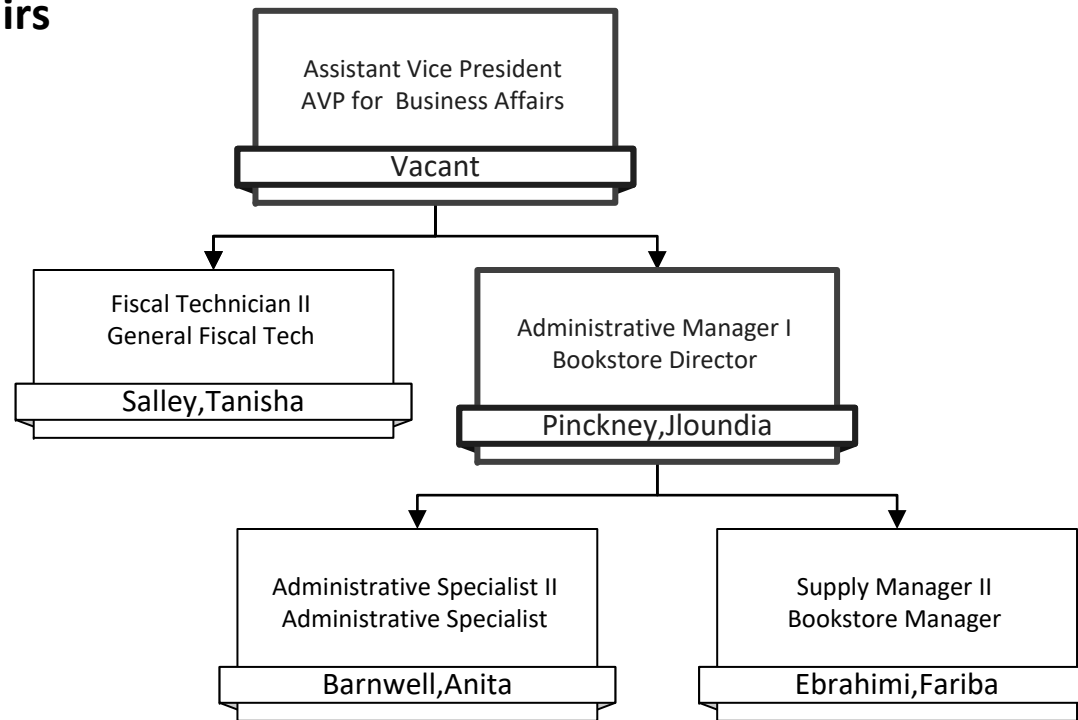 irs
Assistant Vice President
AVP for Business Affairs
Vacant
Fiscal Technician II
General Fiscal Tech
Salley,Tanisha
Administrative Manager I
Bookstore Director
Pinckney,Jloundia
Administrative Specialist II
Administrative Specialist
Barnwell,Anita
Supply Manager II
Bookstore Manager
Ebrahimi,Fariba